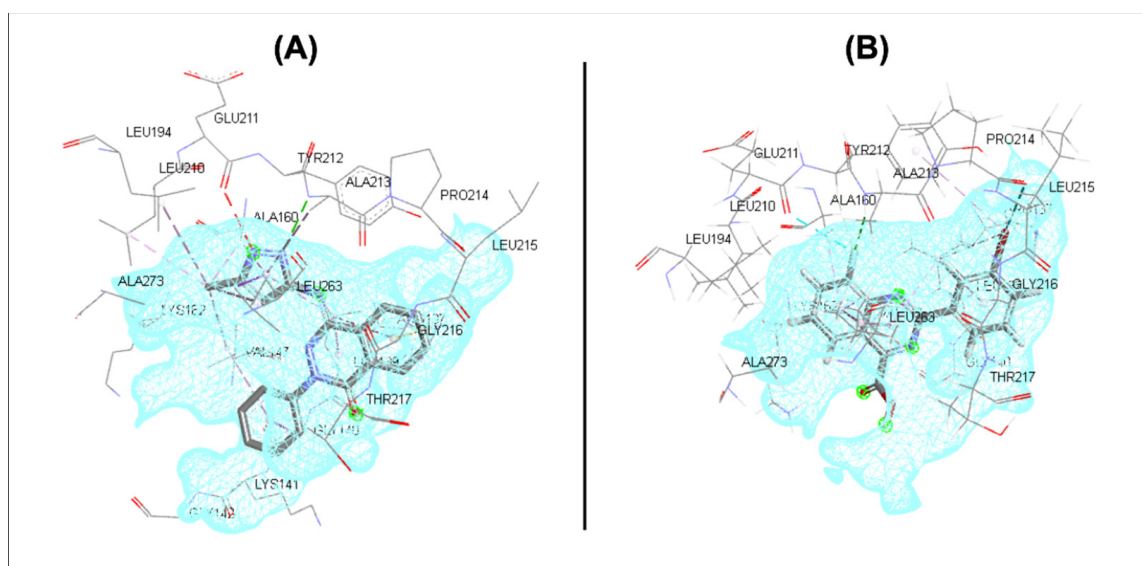 (A)
(B)
GLU211
LEU194
LEU210
TYR212
ALA213
PRO214
ALA160
LEU215
ALA273
LEU263
GLY216
THR217
LYS141
PRO214
GLU211
TYR212
ALA213
LEU215
LEU210
ALA160
LEU194
GLY216
LEU263
ALA273
THR217